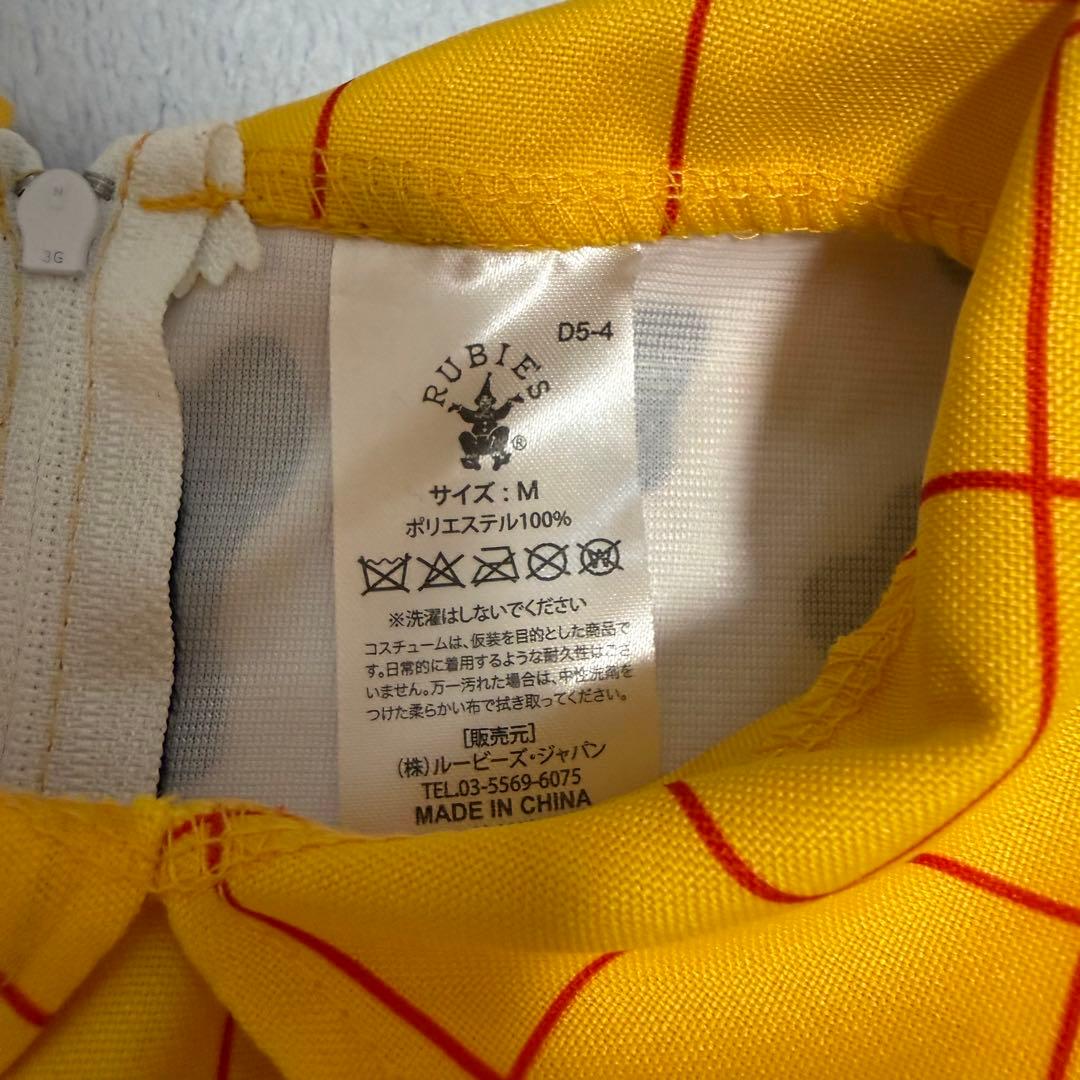 N
3G
D5-4
RUBIES
®
サイズ : M
ポリエステル100%
W
※洗濯はしないでください
コスチュームは、仮装を目的とした商品で
す。日常的に着用するような耐久性はござ
いません。万一汚れた場合は、中性洗剤を
つけた柔らかい布で拭き取ってください。
[販売元]
(株)ルービーズ・ジャパン
TEL.03-5569-6075
MADE IN CHINA